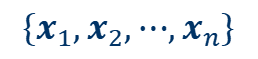 {x₁, x₂, ⋯, xₙ}